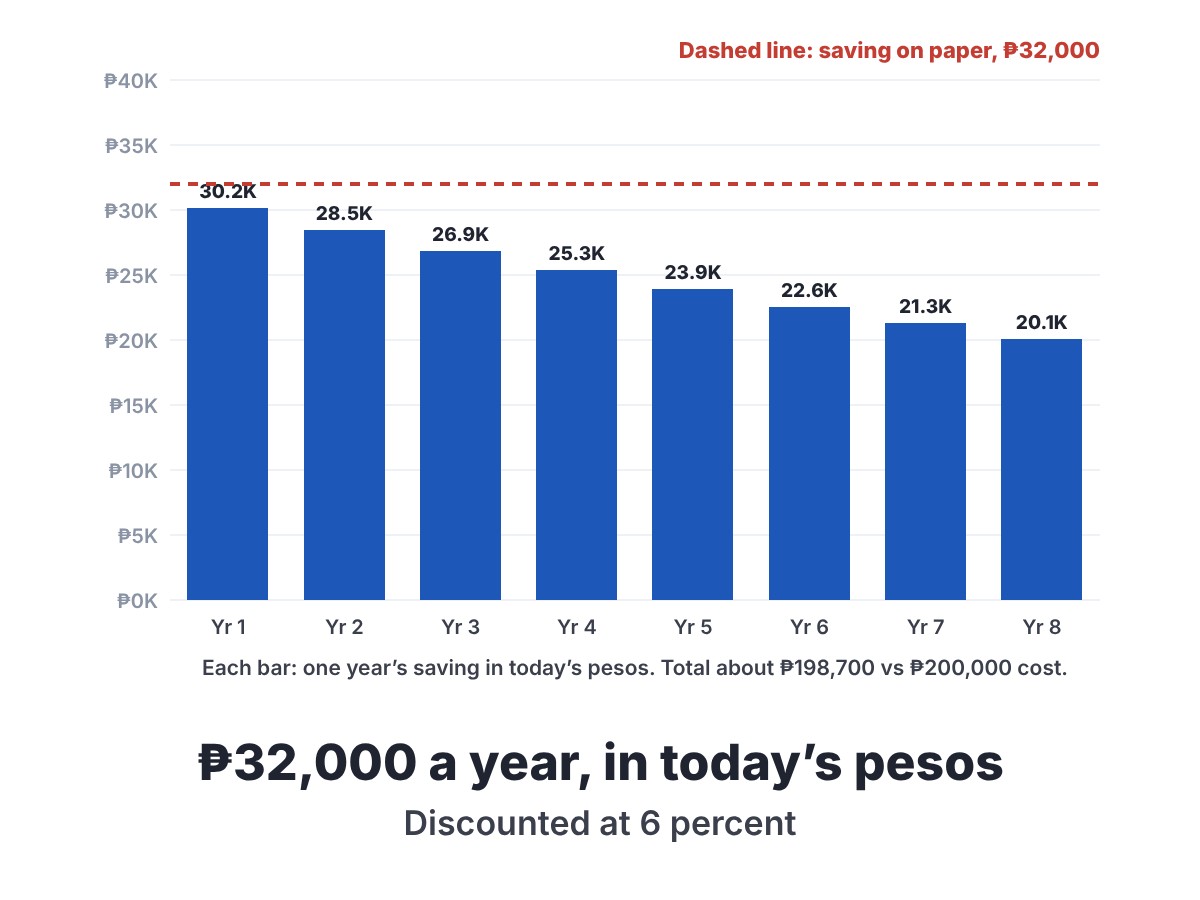 Dashed line: saving on paper, ₱32,000
₱40K
₱35K
₱30K
₱25K
₱20K
₱15K
₱10K
₱5K
₱0K
30.2K
28.5K
26.9K
25.3K
23.9K
22.6K
21.3K
20.1K
Yr 1
Yr 2
Yr 3
Yr 4
Yr 5
Yr 6
Yr 7
Yr 8
Each bar: one year’s saving in today’s pesos. Total about ₱198,700 vs ₱200,000 cost.
₱32,000 a year, in today’s pesos
Discounted at 6 percent